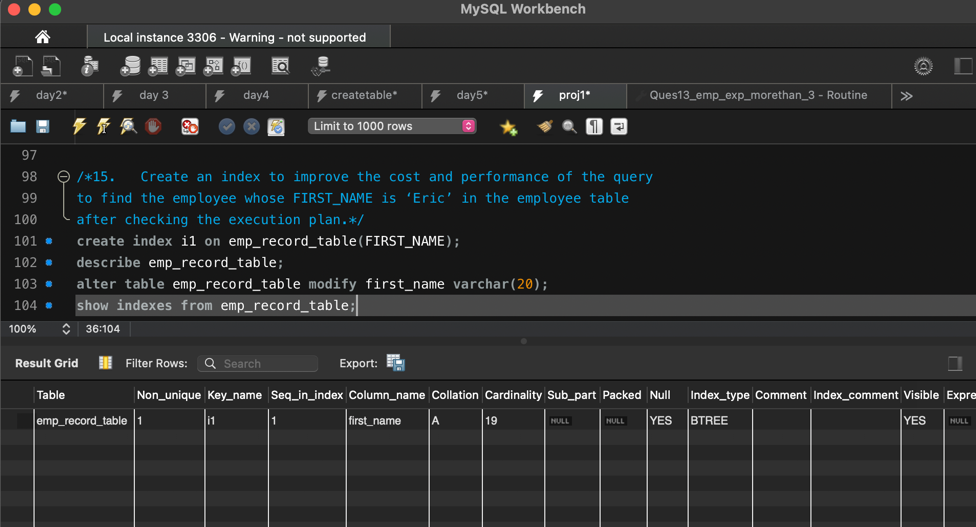 MySQL Workbench
Local instance 3306 - Warning - not supported
day2* day 3 day4 createtable* day5* proj1* Ques13_emp_exp_morethan_3 - Routine
Limit to 1000 rows
97
98 /*15. Create an index to improve the cost and performance of the query
99 to find the employee whose FIRST_NAME is ‘Eric’ in the employee table
100 after checking the execution plan.*/
101 create index i1 on emp_record_table(FIRST_NAME);
102 describe emp_record_table;
103 alter table emp_record_table modify first_name varchar(20);
104 show indexes from emp_record_table;
100% 36:104
Result Grid Filter Rows: Search Export:
Table Non_unique Key_name Seq_in_index Column_name Collation Cardinality Sub_part Packed Null Index_type Comment Index_comment Visible Expre
emp_record_table 1 i1 1 first_name A 19 NULL NULL YES BTREE YES NULL